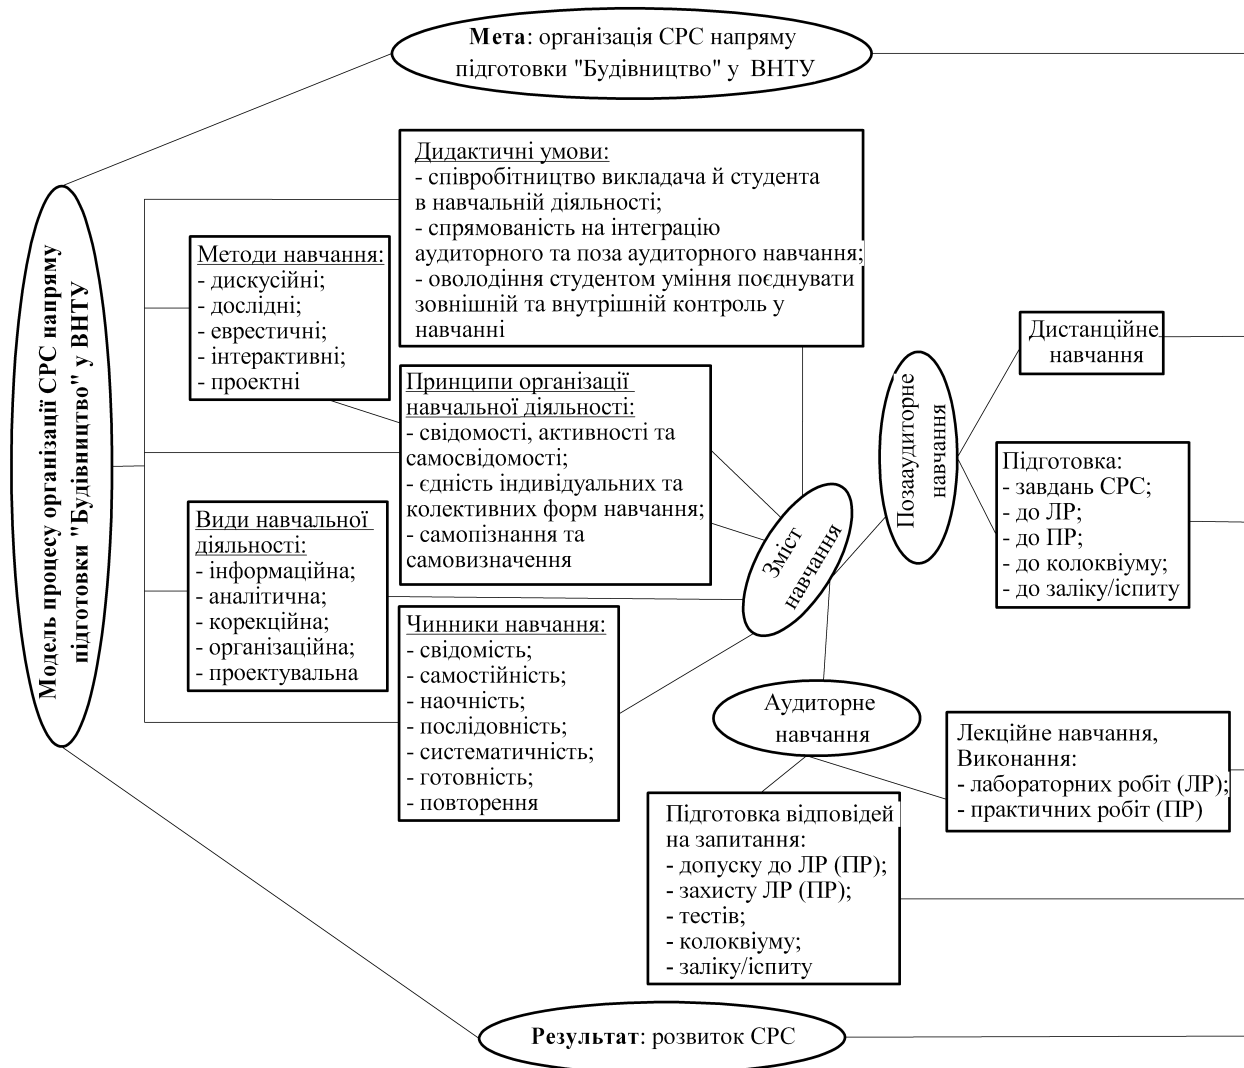 Мета: організація СРС напряму
підготовки "Будівництво" у ВНТУ
Модель процесу організації СРС напряму
підготовки "Будівництво" у ВНТУ
Дидактичні умови:
- співробітництво викладача й студента
в навчальній діяльності;
- спрямованість на інтеграцію
аудиторного та поза аудиторного навчання;
- оволодіння студентом уміння поєднувати
зовнішній та внутрішній контроль у
навчанні
Методи навчання:
- дискусійні;
- дослідні;
- еврестичні;
- інтерактивні;
- проектні
Принципи організації
навчальної діяльності:
- свідомості, активності та
самосвідомості;
- єдність індивідуальних та
колективних форм навчання;
- самопізнання та
самовизначення
Види навчальної
діяльності:
- інформаційна;
- аналітична;
- корекційна;
- організаційна;
- проектувальна
Чинники навчання:
- свідомість;
- самостійність;
- наочність;
- послідовність;
- систематичність;
- готовність;
- повторення
Зміст
навчання
Позааудиторне
навчання
Дистанційне
навчання
Підготовка:
- завдань СРС;
- до ЛР;
- до ПР;
- до колоквіуму;
- до заліку/іспиту
Аудиторне
навчання
Лекційне навчання,
Виконання:
- лабораторних робіт (ЛР);
- практичних робіт (ПР)
Підготовка відповідей
на запитання:
- допуску до ЛР (ПР);
- захисту ЛР (ПР);
- тестів;
- колоквіуму;
- заліку/іспиту
Результат: розвиток СРС